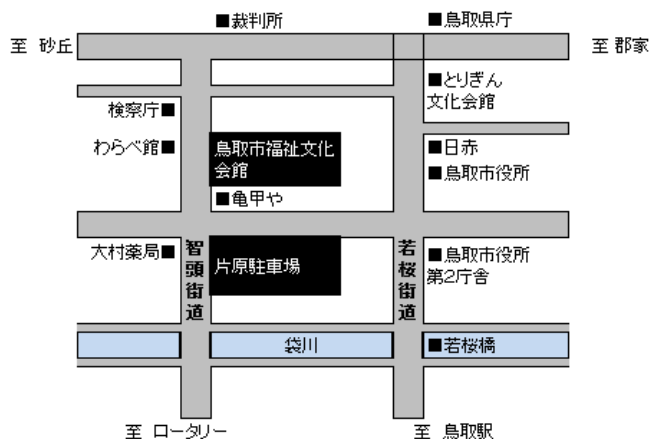 ■裁判所
■鳥取県庁
至 砂丘
至 郡家
■とりぎん
文化会館
検察庁■
わらべ館■
鳥取市福祉文化
会館
■日赤
■鳥取市役所
■亀甲や
大村薬局■
智頭街道
片原駐車場
若桜街道
■鳥取市役所
第2庁舎
袋川
■若桜橋
至 ロータリー
至 鳥取駅